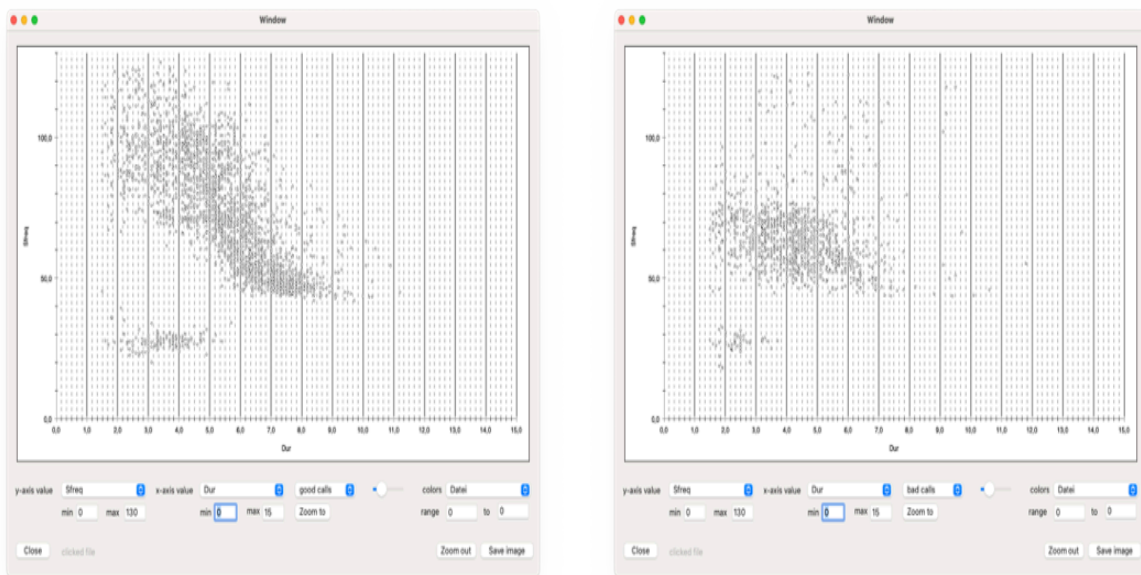 Window
100,0
Sfreq
50,0
0,0
0,0 1,0 2,0 3,0 4,0 5,0 6,0 7,0 8,0 9,0 10,0 11,0 12,0 13,0 14,0 15,0
Dur
y-axis value Sfreq x-axis value Dur good calls colors Datei
min 0 max 130 min 0 max 15 Zoom to range 0 to 0
Close clicked file Zoom out Save image
Window
100,0
Sfreq
50,0
0,0
0,0 1,0 2,0 3,0 4,0 5,0 6,0 7,0 8,0 9,0 10,0 11,0 12,0 13,0 14,0 15,0
Dur
y-axis value Sfreq x-axis value Dur bad calls colors Datei
min 0 max 130 min 0 max 15 Zoom to range 0 to 0
Close clicked file Zoom out Save image